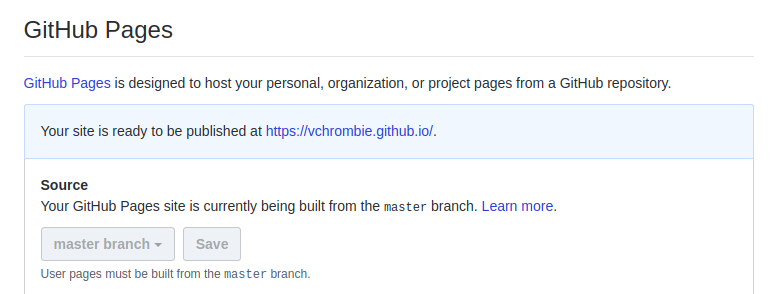 GitHub Pages
GitHub Pages is designed to host your personal, organization, or project pages from a GitHub repository.
Your site is ready to be published at https://vchrombie.github.io/.
Source
Your GitHub Pages site is currently being built from the master branch. Learn more.
master branch Save
User pages must be built from the master branch.